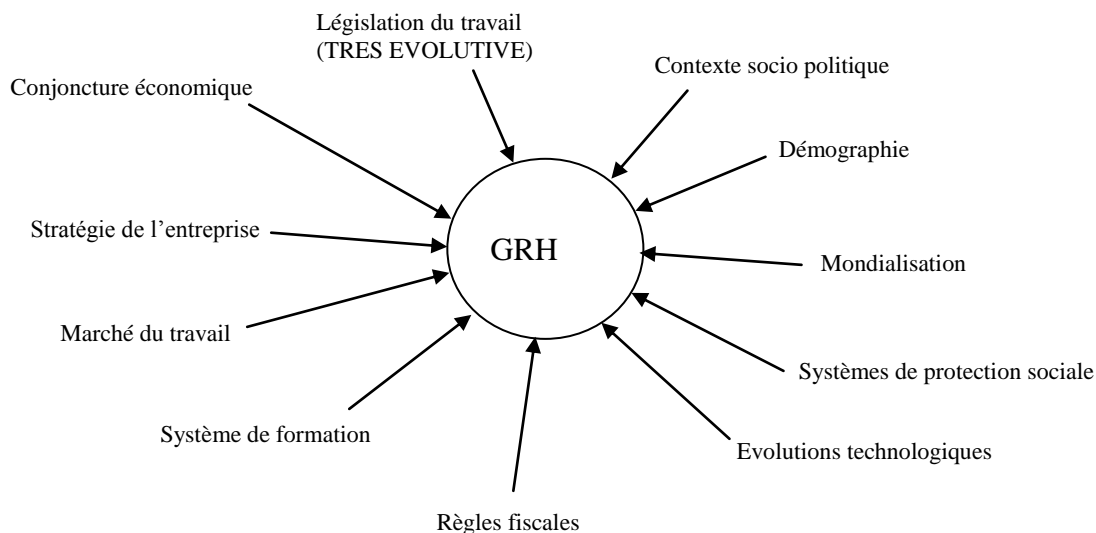 Législation du travail
(TRES EVOLUTIVE)
Contexte socio politique
Conjoncture économique
Démographie
Stratégie de l’entreprise
GRH
Mondialisation
Marché du travail
Systèmes de protection sociale
Système de formation
Evolutions technologiques
Règles fiscales